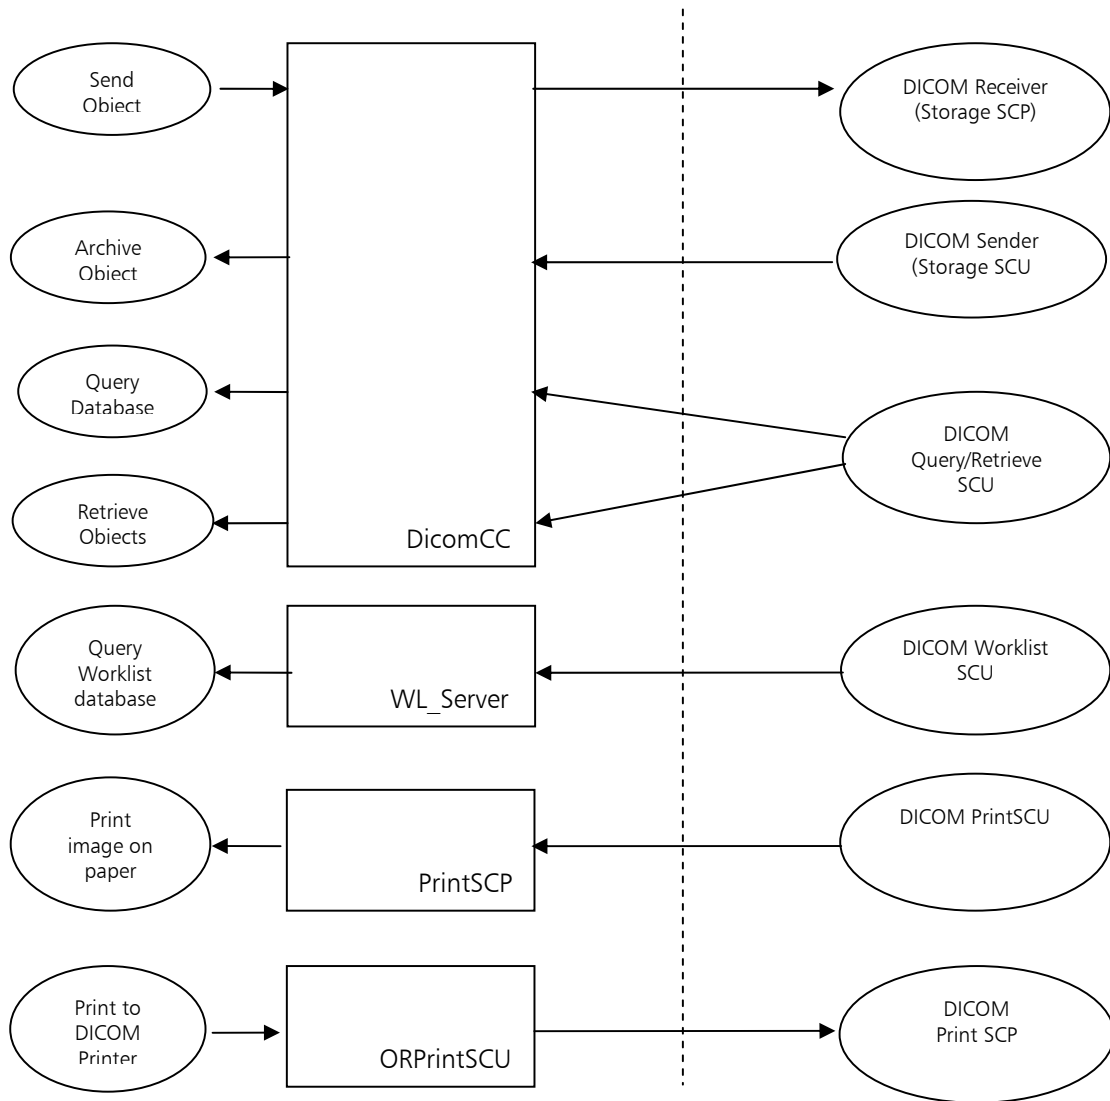 Send
Object
DICOM Receiver
(Storage SCP)
Archive
Object
DICOM Sender
(Storage SCU
Query
Database
DICOM
Query/Retrieve
SCU
Retrieve
Objects
DicomCC
Query
Worklist
database
WL_Server
DICOM Worklist
SCU
Print
image on
paper
PrintSCP
DICOM PrintSCU
Print to
DICOM
Printer
ORPrintSCU
DICOM
Print SCP